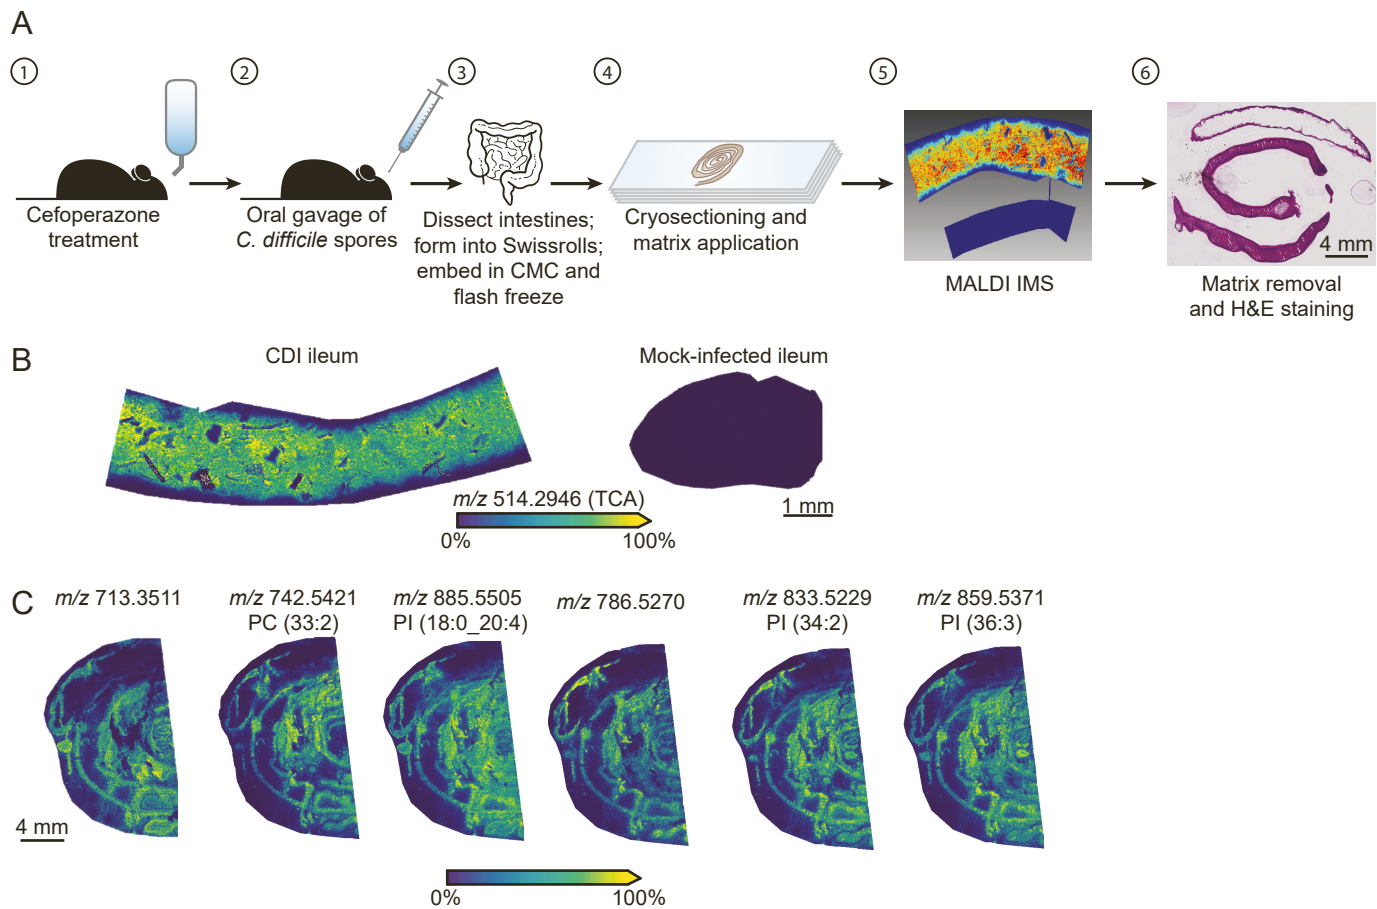 A
1
2
3
4
5
6
Cefoperazone
treatment
Oral gavage of
C. difficile spores
Dissect intestines;
form into Swissrolls;
embed in CMC and
flash freeze
Cryosectioning and
matrix application
MALDI IMS
4 mm
Matrix removal
and H&E staining
B
CDI ileum
Mock-infected ileum
m/z 514.2946 (TCA)
0%
100%
1 mm
C
m/z 713.3511
m/z 742.5421
PC (33:2)
m/z 885.5505
PI (18:0_20:4)
m/z 786.5270
m/z 833.5229
PI (34:2)
m/z 859.5371
PI (36:3)
4 mm
0%
100%